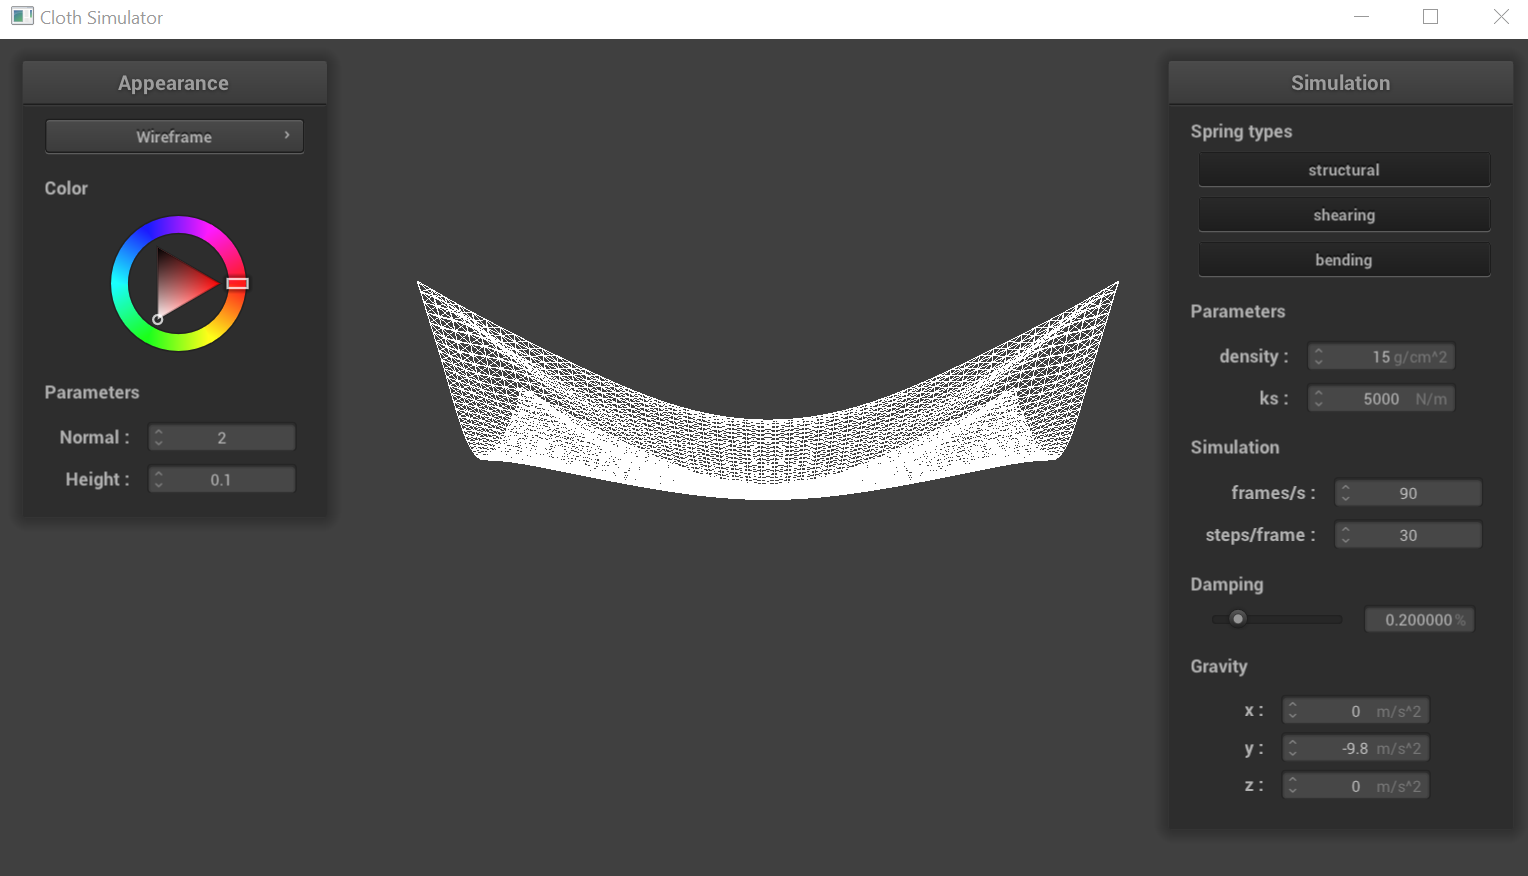 Cloth Simulator
Appearance
Wireframe
Color
Parameters
Normal : 2
Height : 0.1
Simulation
Spring types
structural
shearing
bending
Parameters
density : 15 g/cm^2
ks : 5000 N/m
Simulation
frames/s : 90
steps/frame : 30
Damping
0.200000 %
Gravity
x : 0 m/s^2
y : -9.8 m/s^2
z : 0 m/s^2